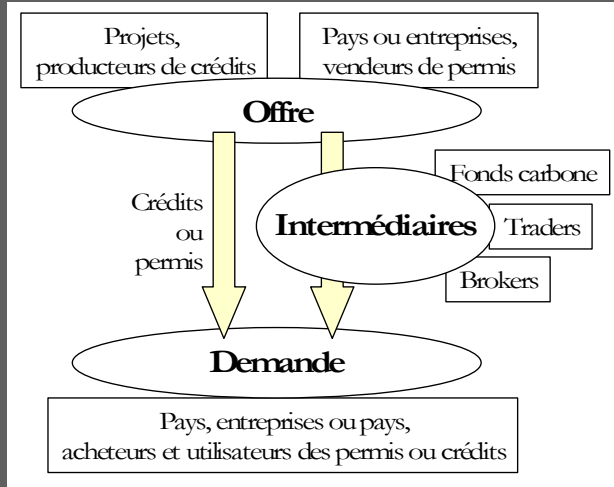 Projets,
producteurs de crédits
Pays ou entreprises,
vendeurs de permis
Offre
Crédits
ou
permis
Intermédiaires
Fonds carbone
Traders
Brokers
Demande
Pays, entreprises ou pays,
acheteurs et utilisateurs des permis ou crédits